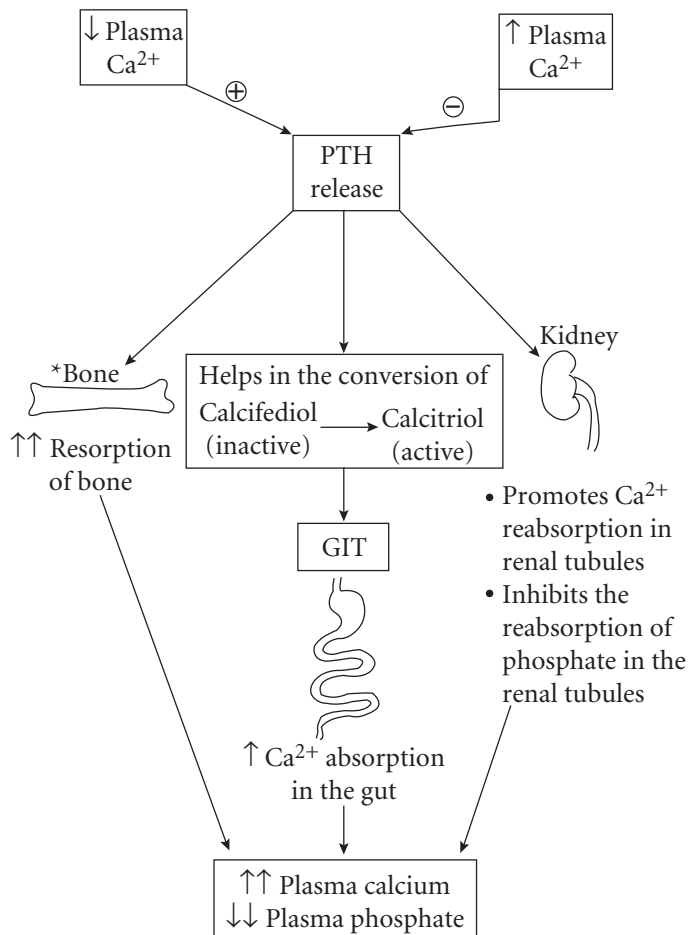 ↓ Plasma
Ca²⁺
↑ Plasma
Ca²⁺
⊕
⊖
PTH
release
*Bone
↑↑ Resorption
of bone
Helps in the conversion of
Calcifediol → Calcitriol
(inactive) (active)
Kidney
• Promotes Ca²⁺
reabsorption in
renal tubules
• Inhibits the
reabsorption of
phosphate in the
renal tubules
GIT
↑ Ca²⁺ absorption
in the gut
↑↑ Plasma calcium
↓↓ Plasma phosphate